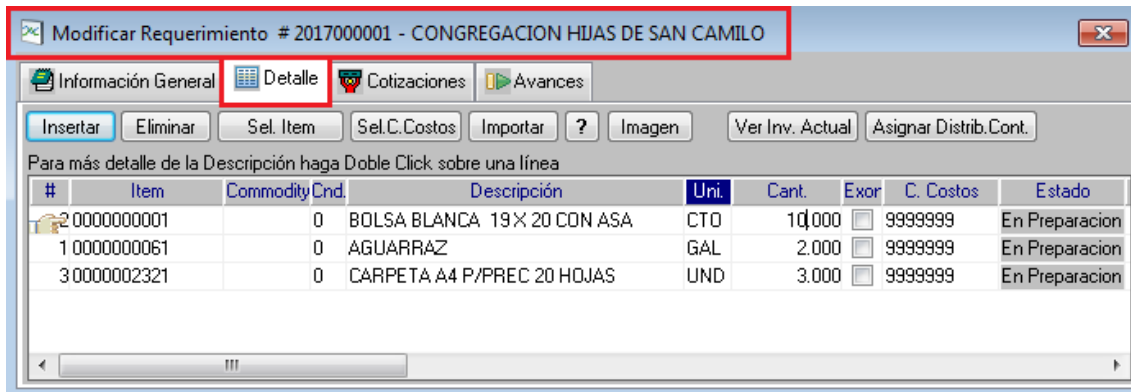 Modificar Requerimiento # 2017000001 - CONGREGACION HIJAS DE SAN CAMILO
Información General Detalle Cotizaciones Avances
Insertar Eliminar Sel. Item Sel.C.Costos Importar ? Imagen Ver Inv. Actual Asignar Distrib.Cont.
Para más detalle de la Descripción haga Doble Click sobre una línea
# Item Commodity Cnd. Descripción Uni. Cant. Exor C. Costos Estado
2 0000000001 0 BOLSA BLANCA 19 X 20 CON ASA CTO 10.000 9999999 En Preparacion
1 0000000061 0 AGUARRAZ GAL 2.000 9999999 En Preparacion
3 0000002321 0 CARPETA A4 P/PREC 20 HOJAS UND 3.000 9999999 En Preparacion